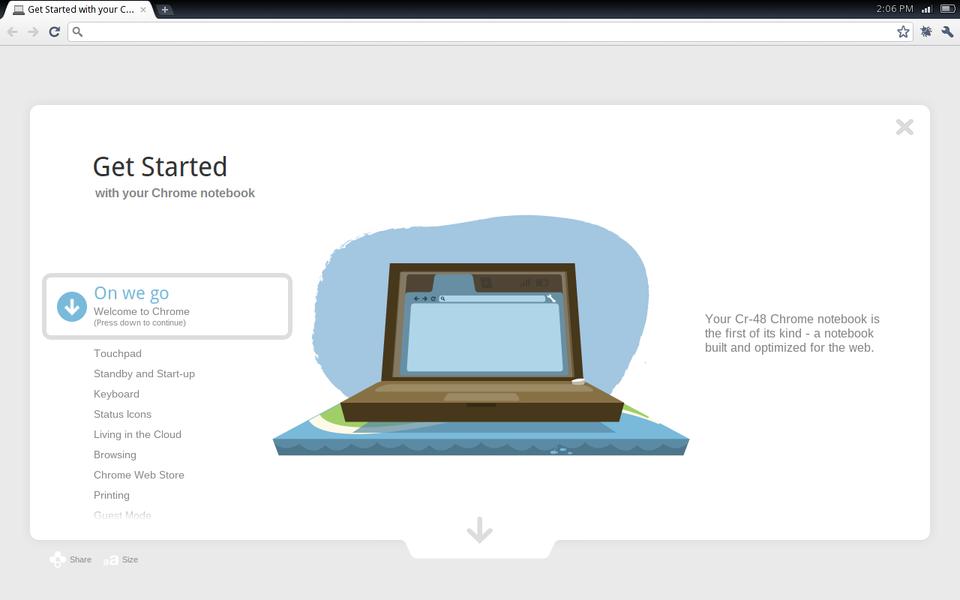 Get Started with your C...
2:06 PM
Get Started
with your Chrome notebook
On we go
Welcome to Chrome
(Press down to continue)
Touchpad
Standby and Start-up
Keyboard
Status Icons
Living in the Cloud
Browsing
Chrome Web Store
Printing
Guest Mode
Your Cr-48 Chrome notebook is
the first of its kind - a notebook
built and optimized for the web.
Share
aa Size